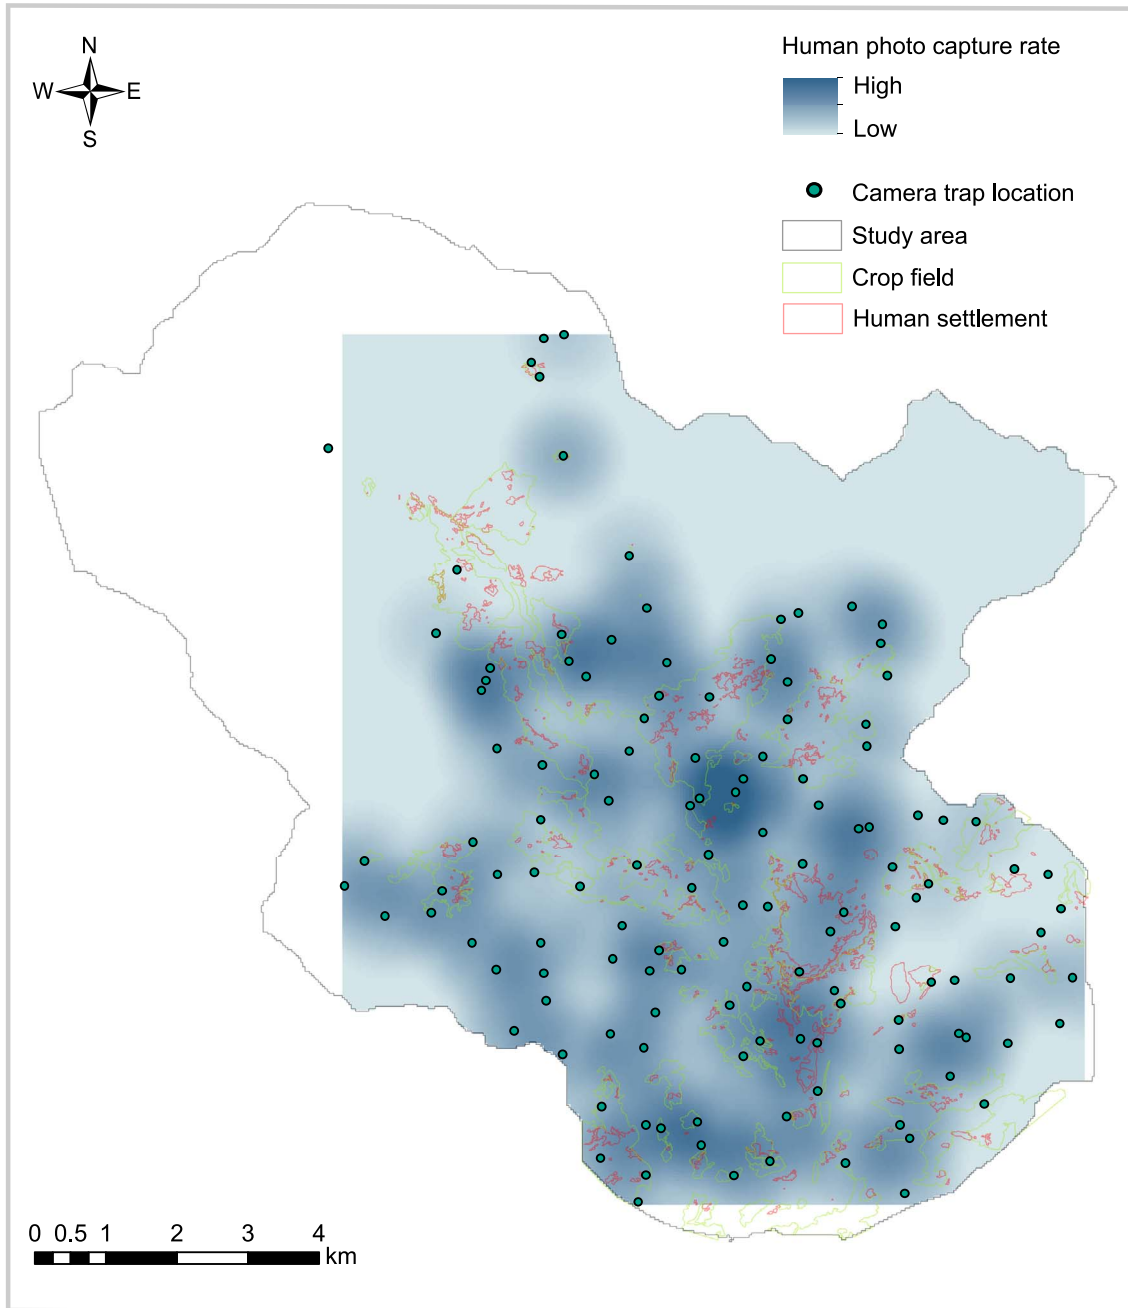 N
W E
S
Human photo capture rate
High
Low
Camera trap location
Study area
Crop field
Human settlement
0 0.5 1 2 3 4
km